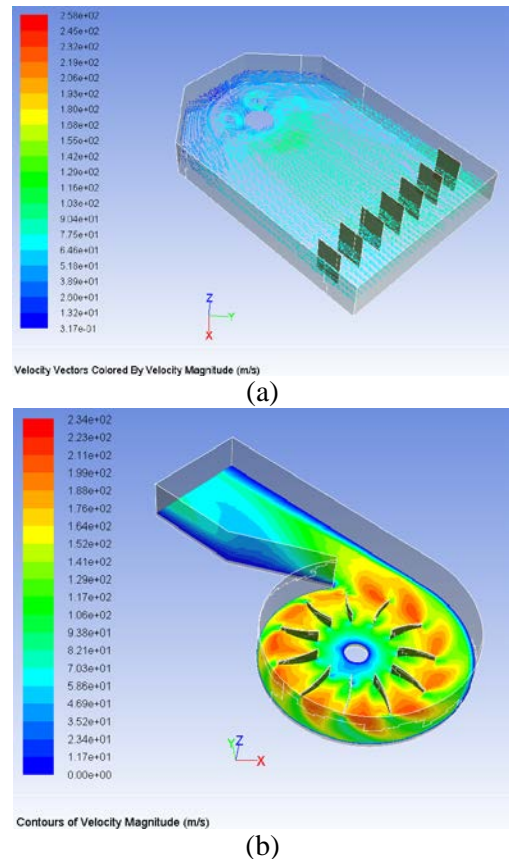 2.58e+02
2.45e+02
2.32e+02
2.19e+02
2.06e+02
1.93e+02
1.80e+02
1.68e+02
1.55e+02
1.42e+02
1.29e+02
1.16e+02
1.03e+02
9.04e+01
7.75e+01
6.46e+01
5.18e+01
3.89e+01
2.60e+01
1.32e+01
3.17e-01
Z
Y
X
Velocity Vectors Colored By Velocity Magnitude (m/s)
(a)
2.34e+02
2.23e+02
2.11e+02
1.99e+02
1.88e+02
1.76e+02
1.64e+02
1.52e+02
1.41e+02
1.29e+02
1.17e+02
1.06e+02
9.38e+01
8.21e+01
7.03e+01
5.86e+01
4.69e+01
3.52e+01
2.34e+01
1.17e+01
0.00e+00
Y Z
X
Contours of Velocity Magnitude (m/s)
(b)